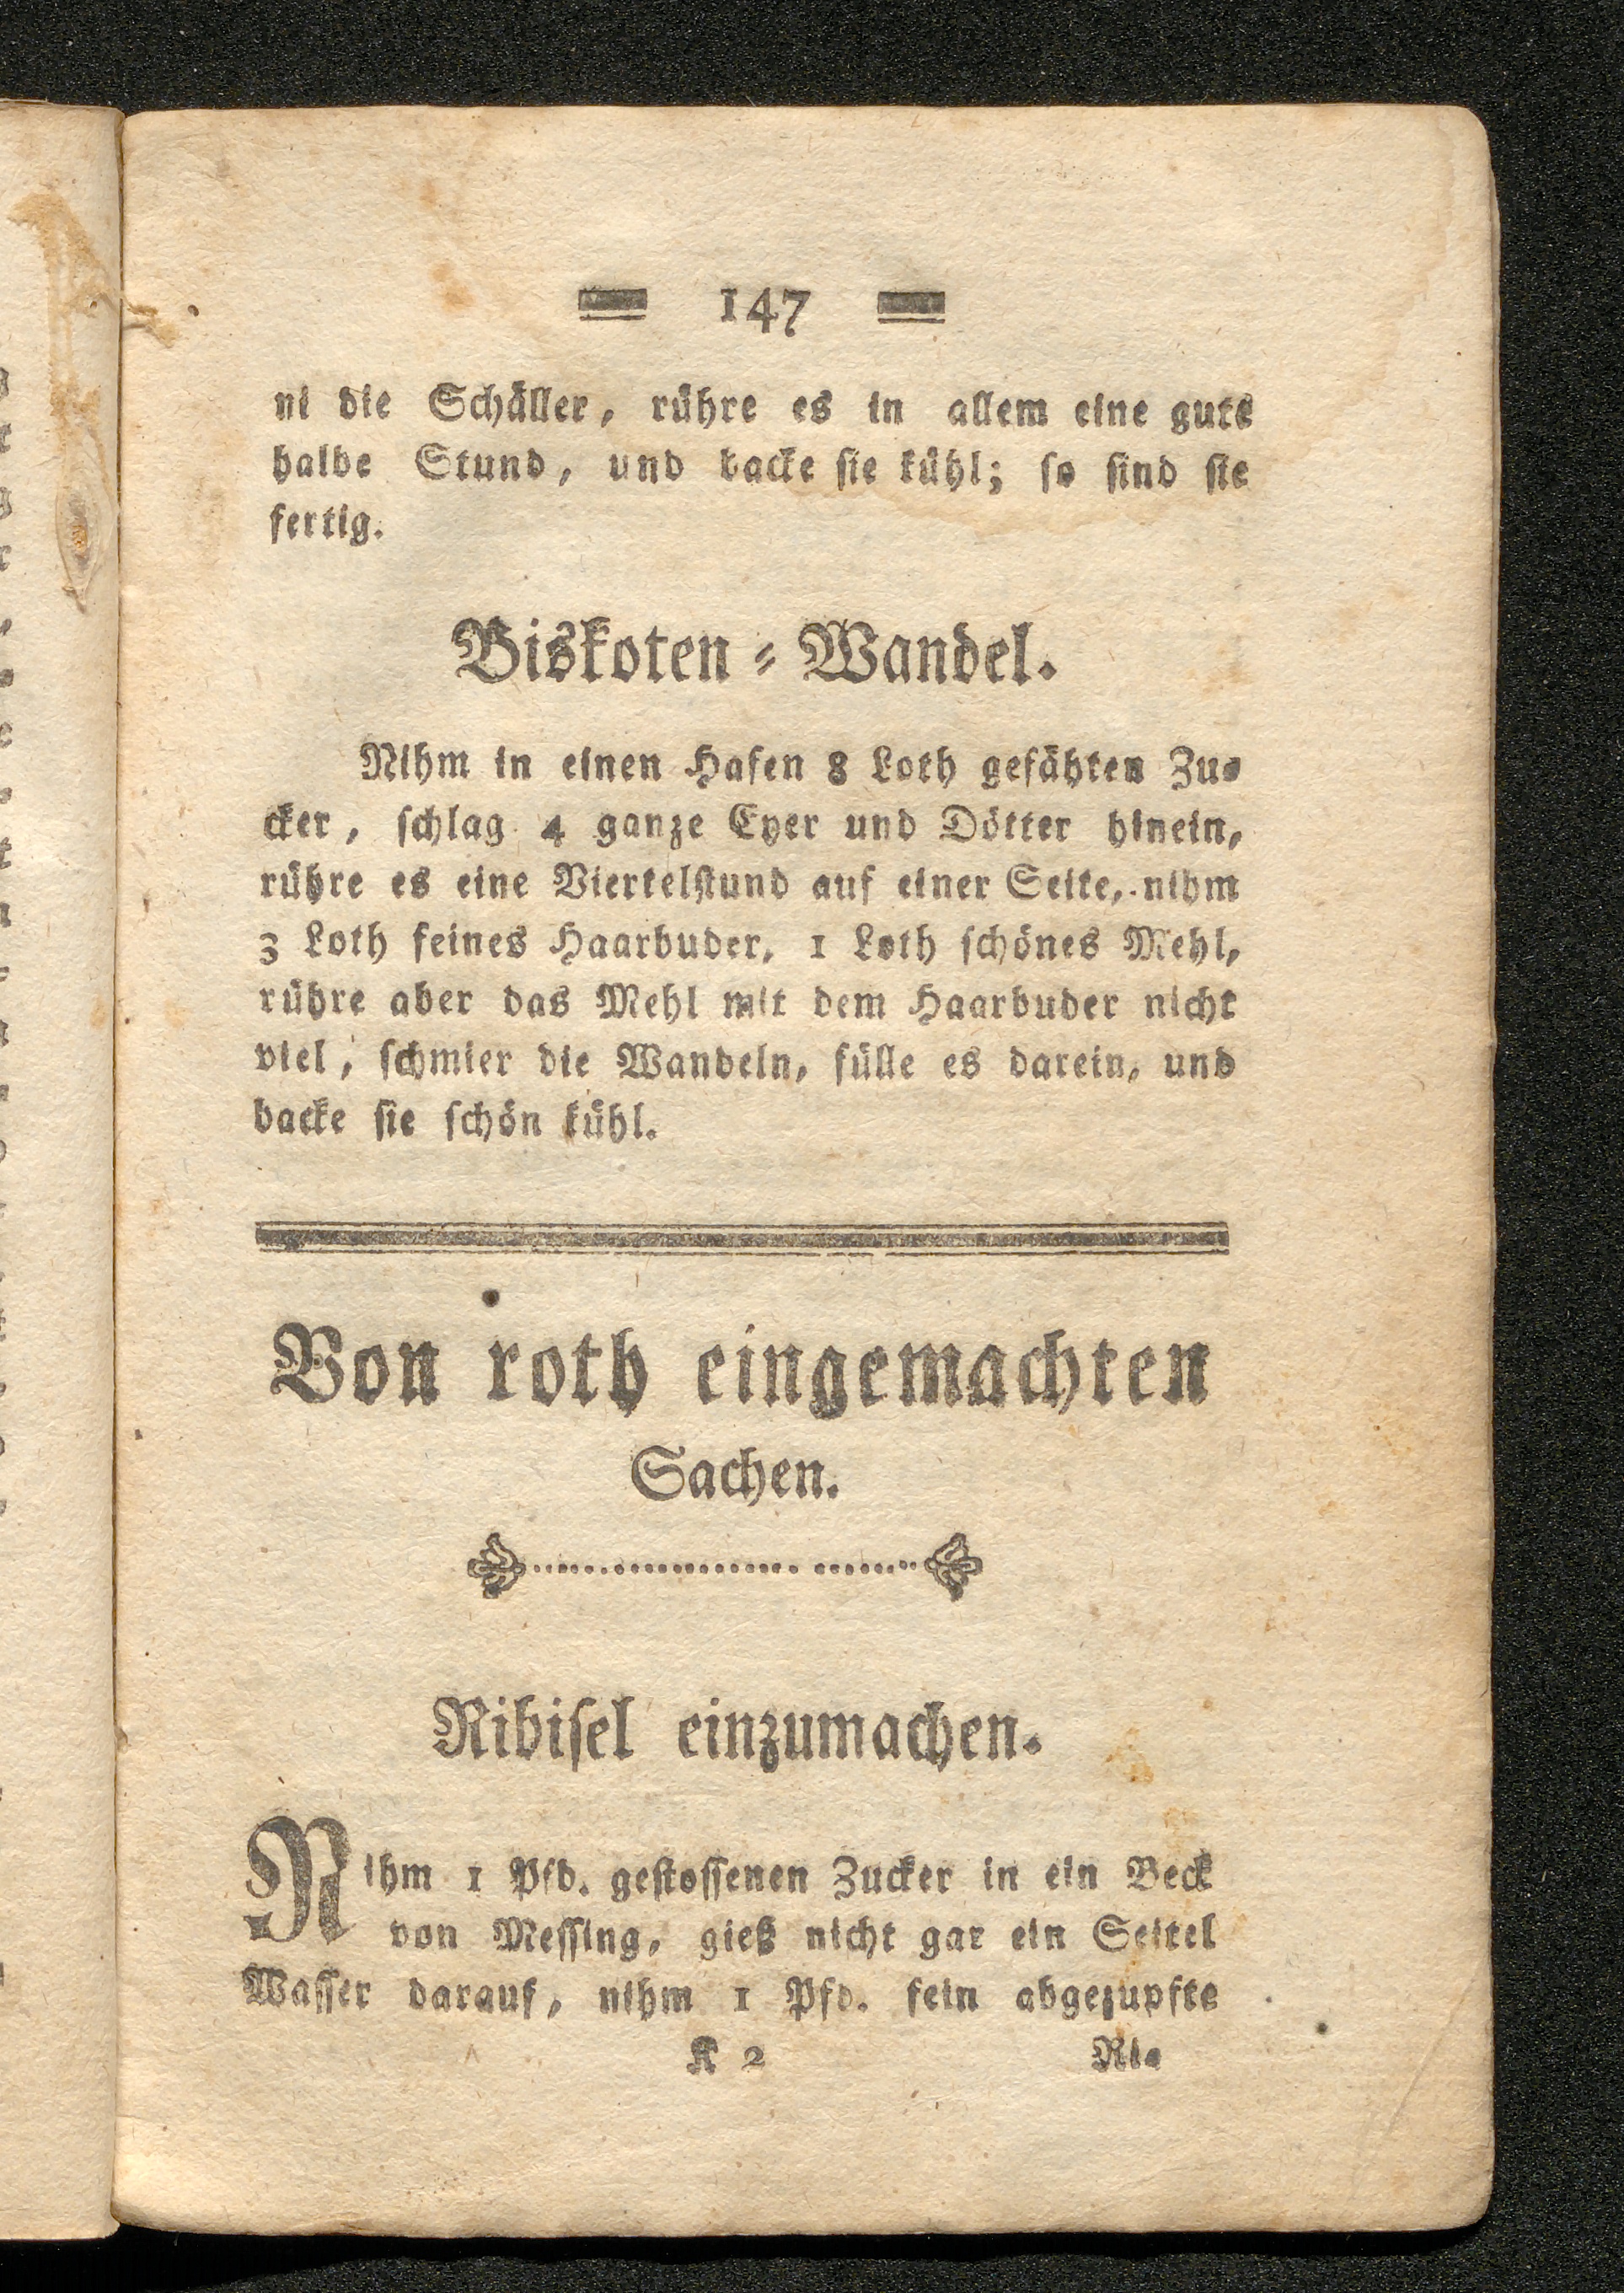 147
ni die Schäller, rühre es in allem eine gute
halbe Stund, und backe sie kühl; so sind sie
fertig.
Biskoten-Wandel.
Nihm in einen Hafen 8 Loth gefähten Zu-
cker, schlag 4 ganze Eyer und Dötter hinein,
rühre es eine Viertelstund auf einer Seite, nihm
3 Loth feines Haarbuder, 1 Loth schönes Mehl,
rühre aber das Mehl mit dem Haarbuder nicht
viel, schmier die Wandeln, fülle es darein, und
backe sie schön kühl.
Von roth eingemachten
Sachen.
Ribisel einzumachen.
Nihm 1 Pfd. gestossenen Zucker in ein Beck
von Messing, gieß nicht gar ein Seitel
Wasser darauf, nihm 1 Pfd. fein abgezupfte
K 2 Ri-